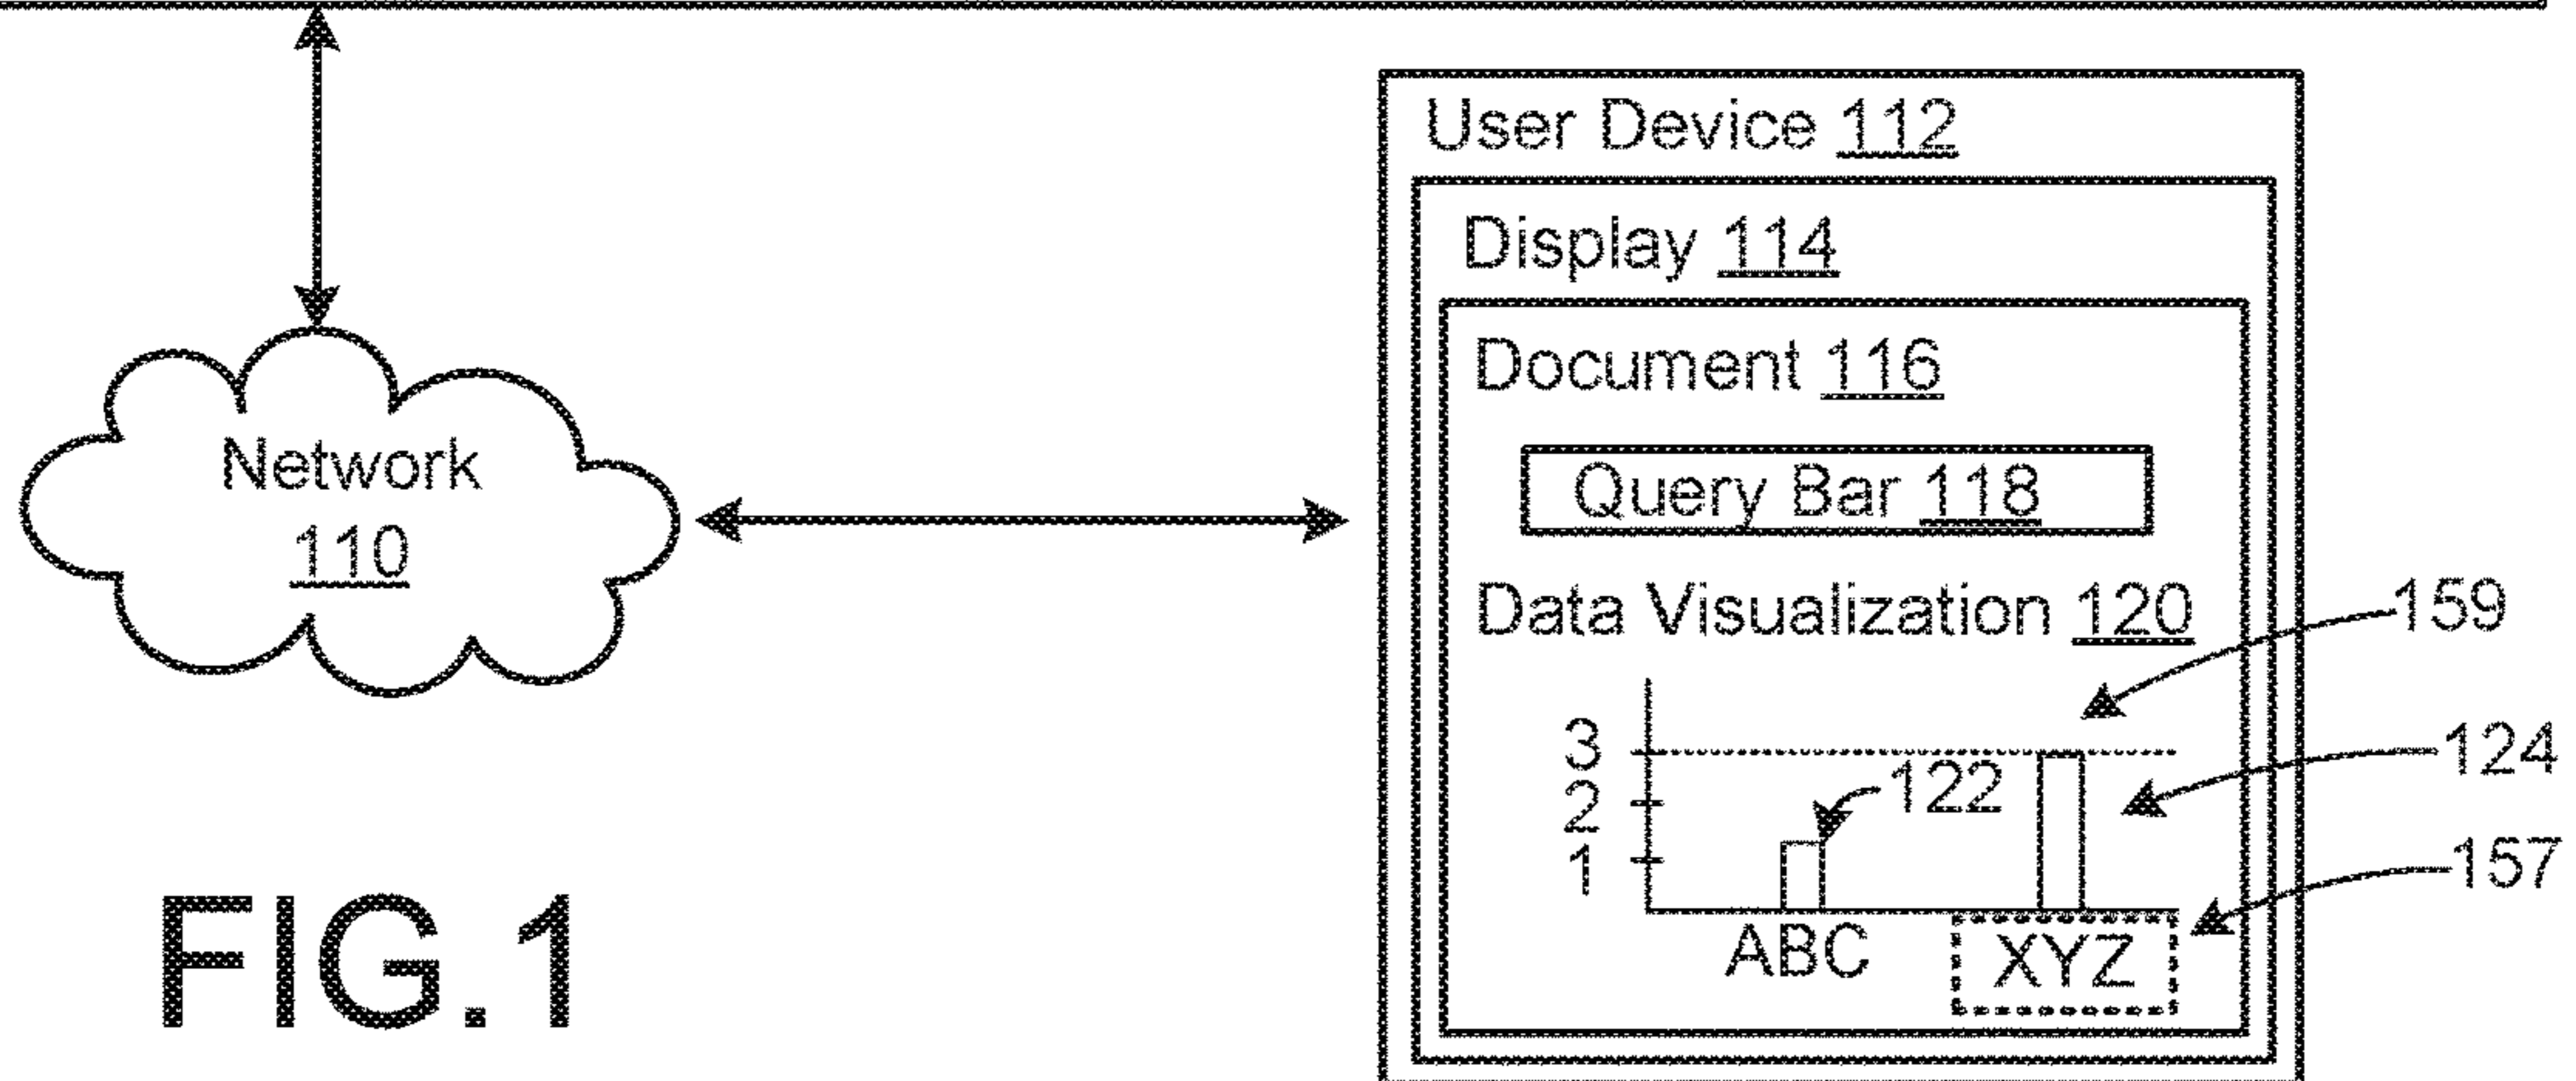 User Device 112
Display 114
Document 116
Network
110
Query Bar 118
Data Visualization 120
159
3
124
122
2
1
157
ABC
XYZ
FIG.1